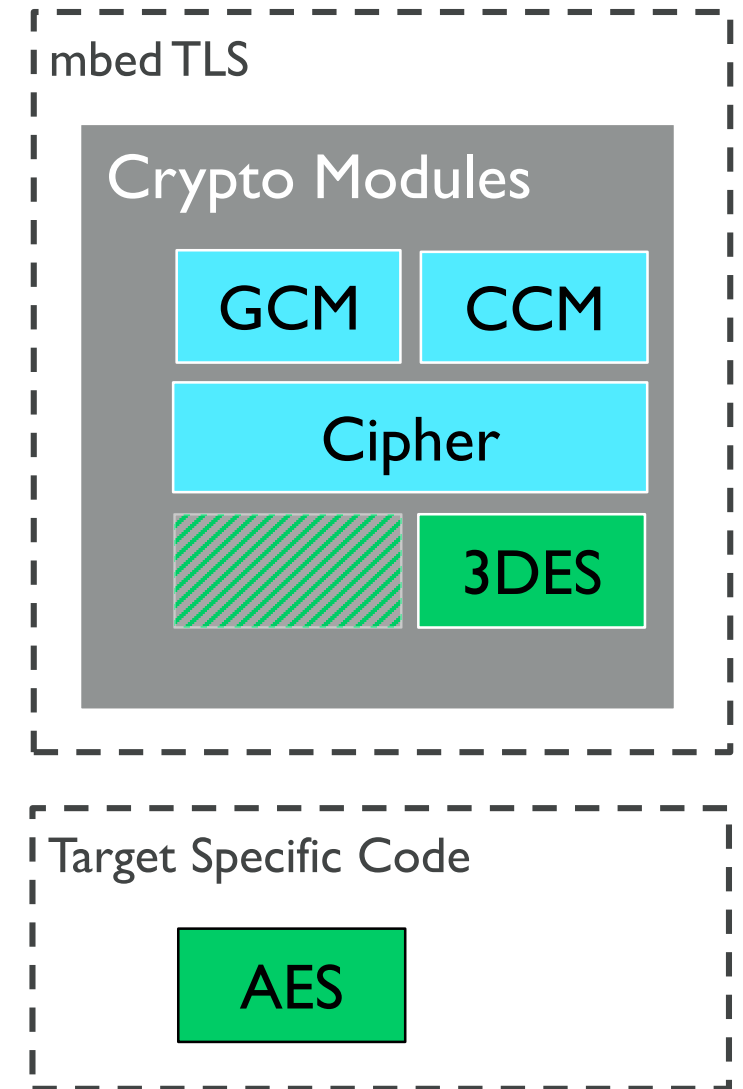 mbed TLS
Crypto Modules
GCM
CCM
Cipher
3DES
Target Specific Code
AES